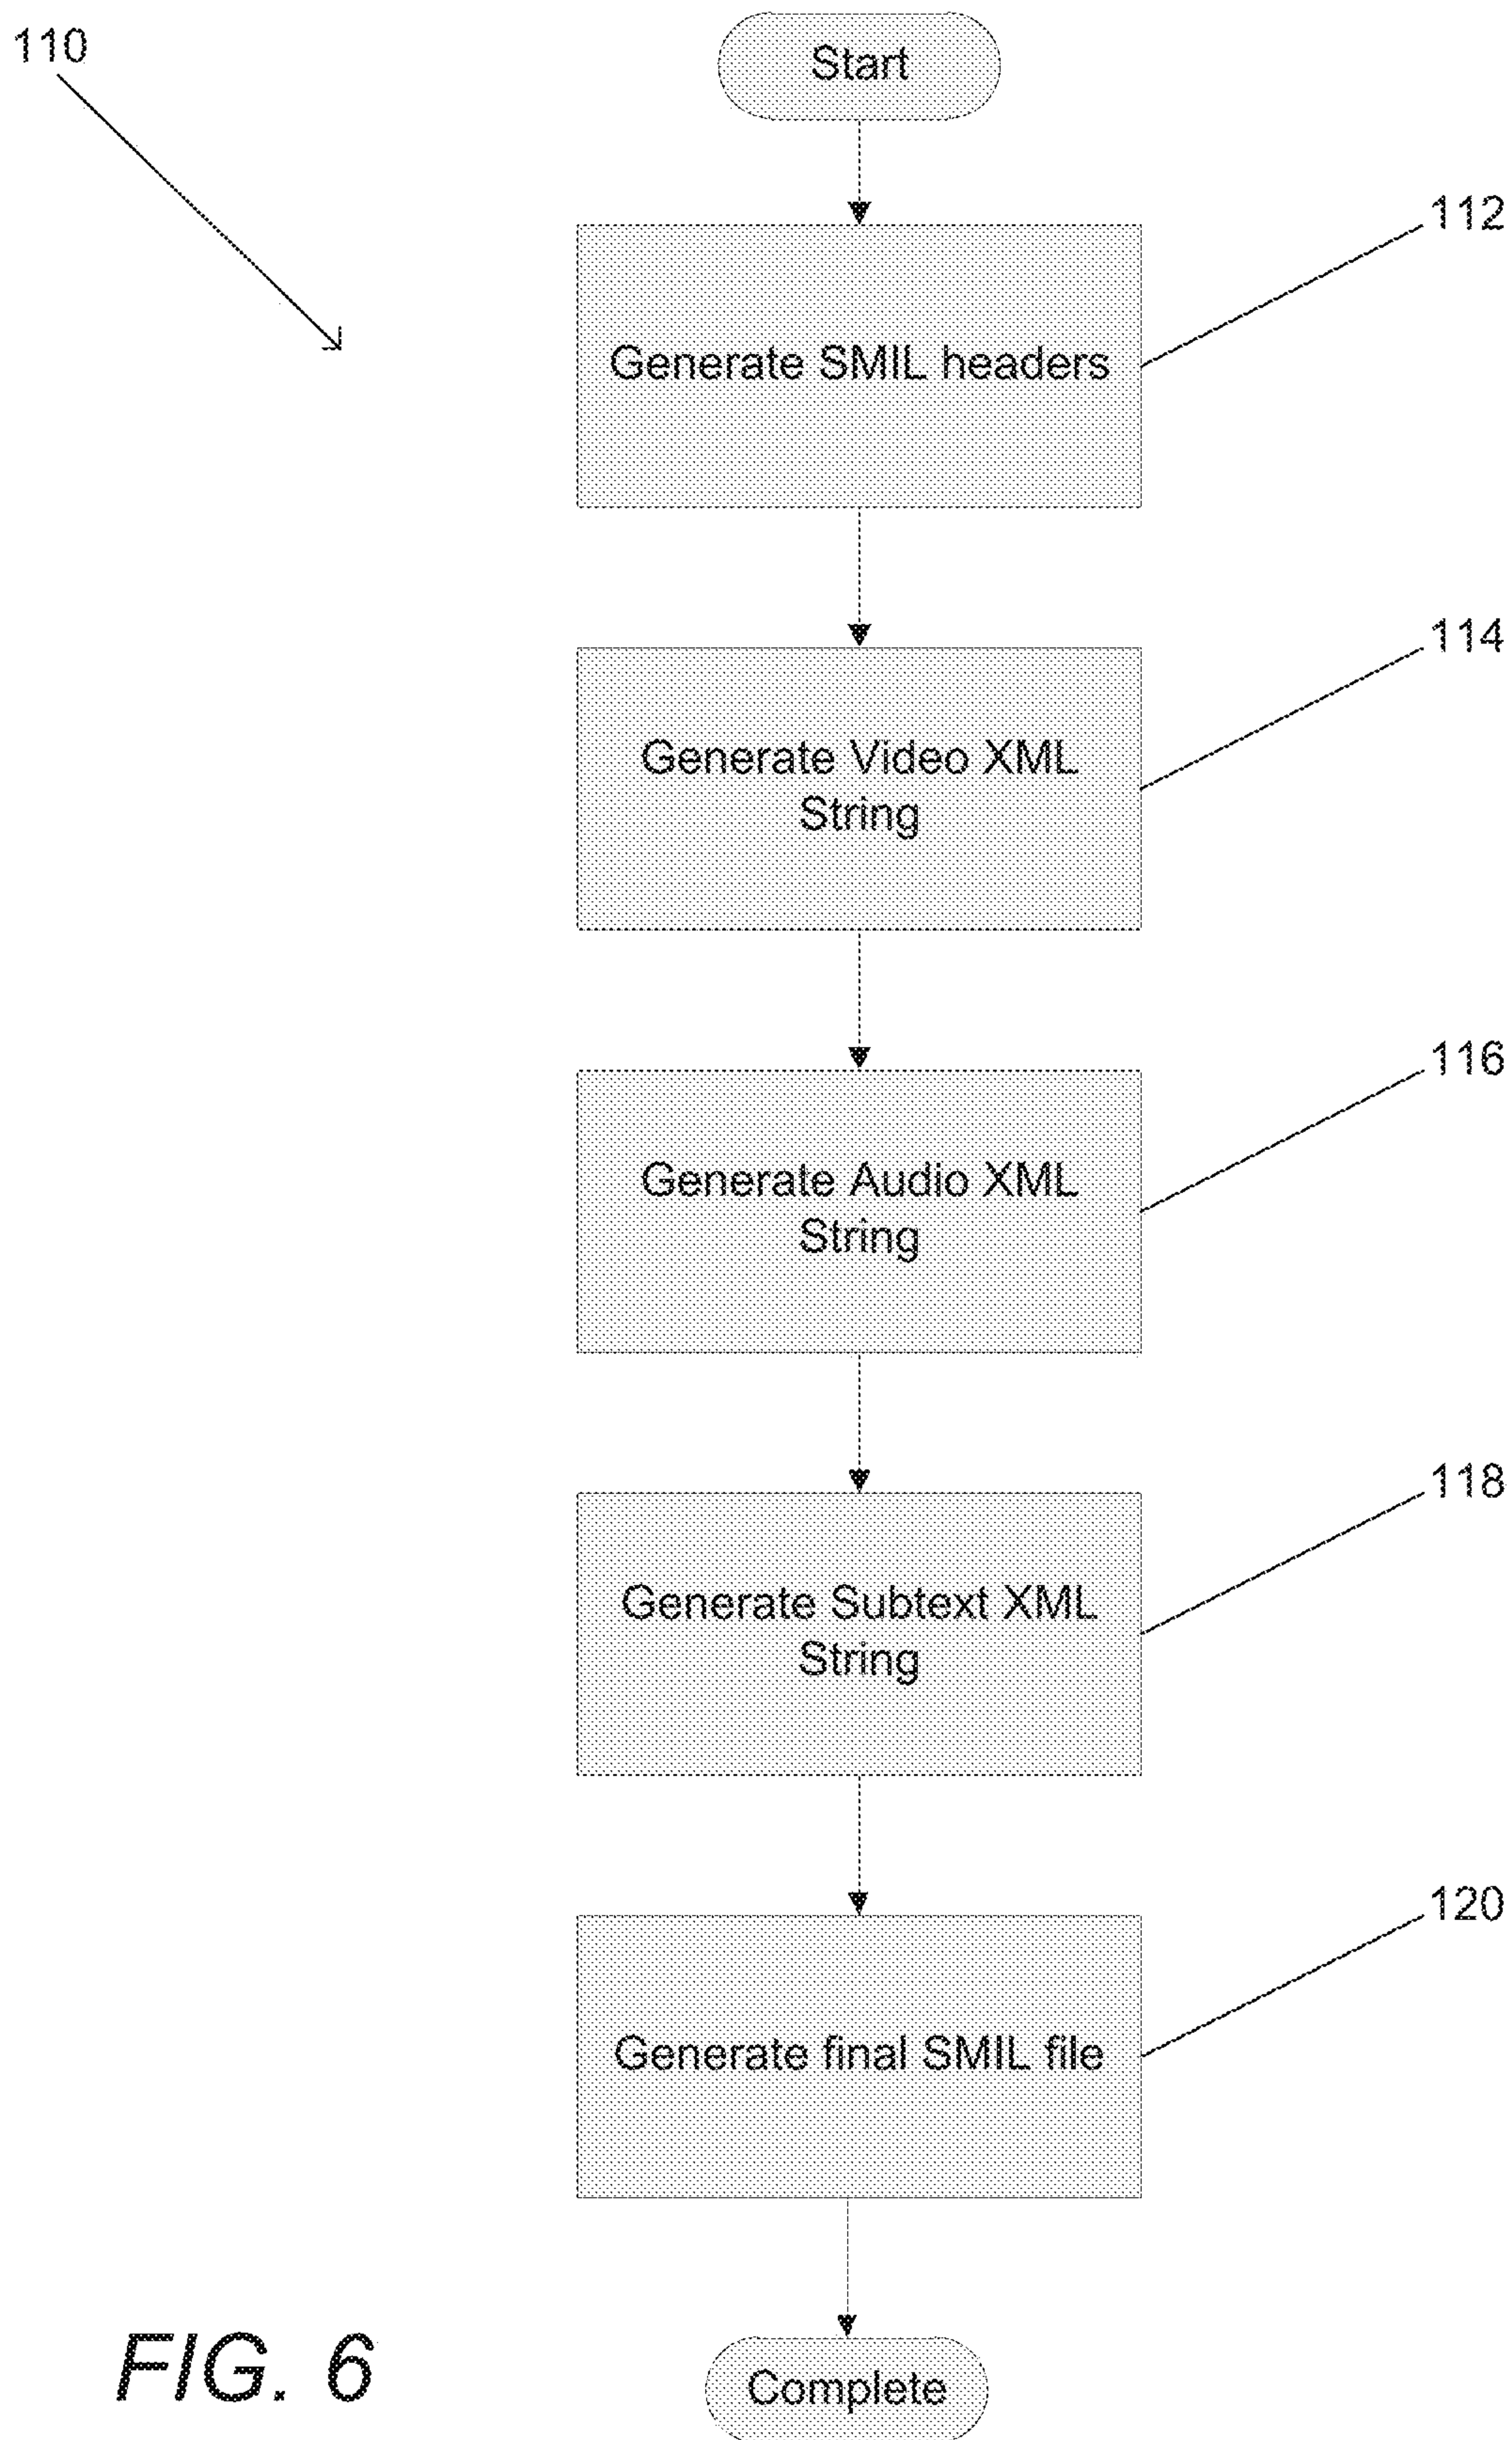 110
Start
112
Generate SMIL headers
114
Generate Video XML
String
116
Generate Audio XML
String
118
Generate Subtext XML
String
120
Generate final SMIL file
Complete
FIG. 6